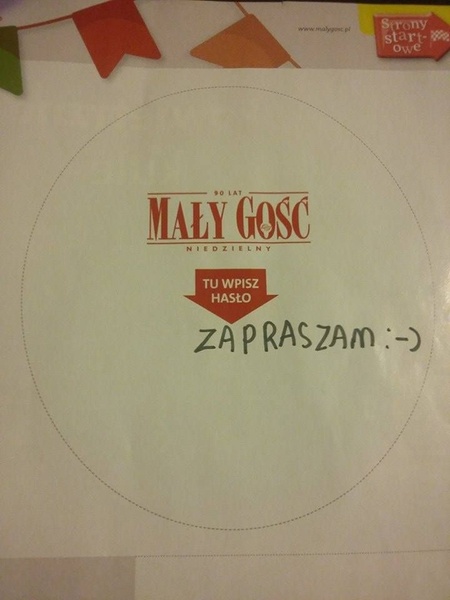 www.malygosc.pl
Strony
start-
owe
90 LAT
MAŁY GOŚĆ
NIEDZIELNY
TU WPISZ
HASŁO
ZAPRASZAM :-)